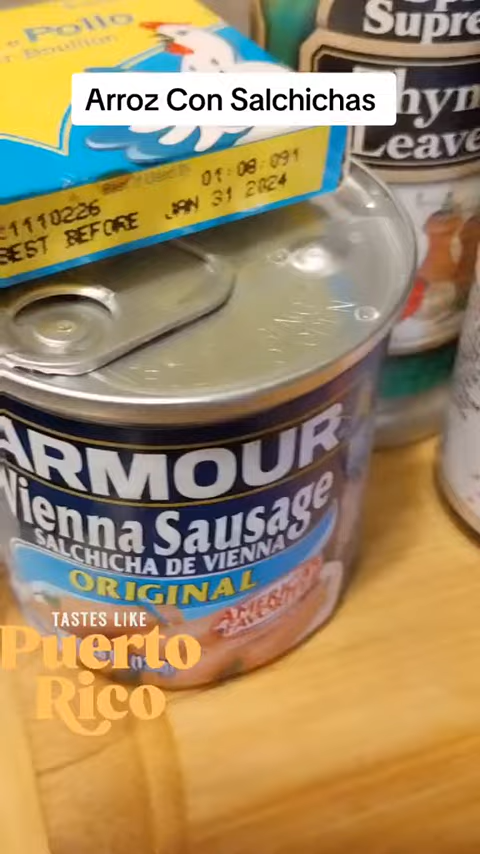 Pollo
Bouillon
Arroz Con Salchichas
Supre
Thyme
Leave
01:08:091
1110226
BEST BEFORE JAN 31 2024
ARMOUR
Vienna Sausage
SALCHICHA DE VIENNA
ORIGINAL
TASTES LIKE
Puerto
Rico